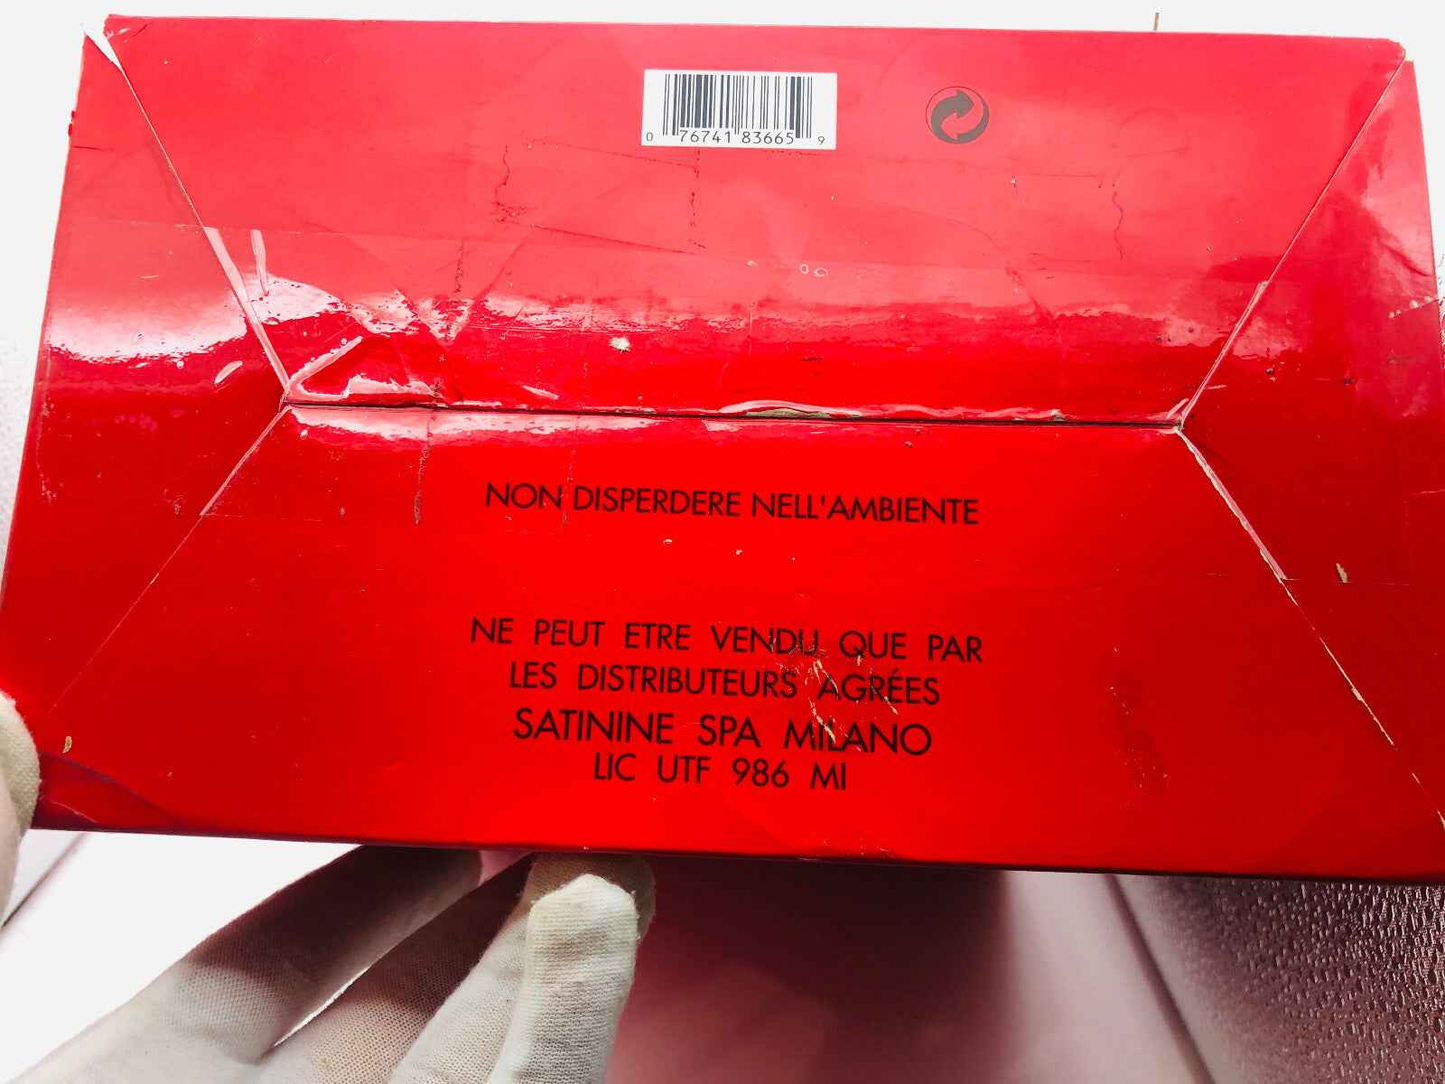 0 76741 83665 9
NON DISPERDERE NELL'AMBIENTE
NE PEUT ETRE VENDU QUE PAR
LES DISTRIBUTEURS AGRÉES
SATININE SPA MILANO
LIC UTF 986 MI